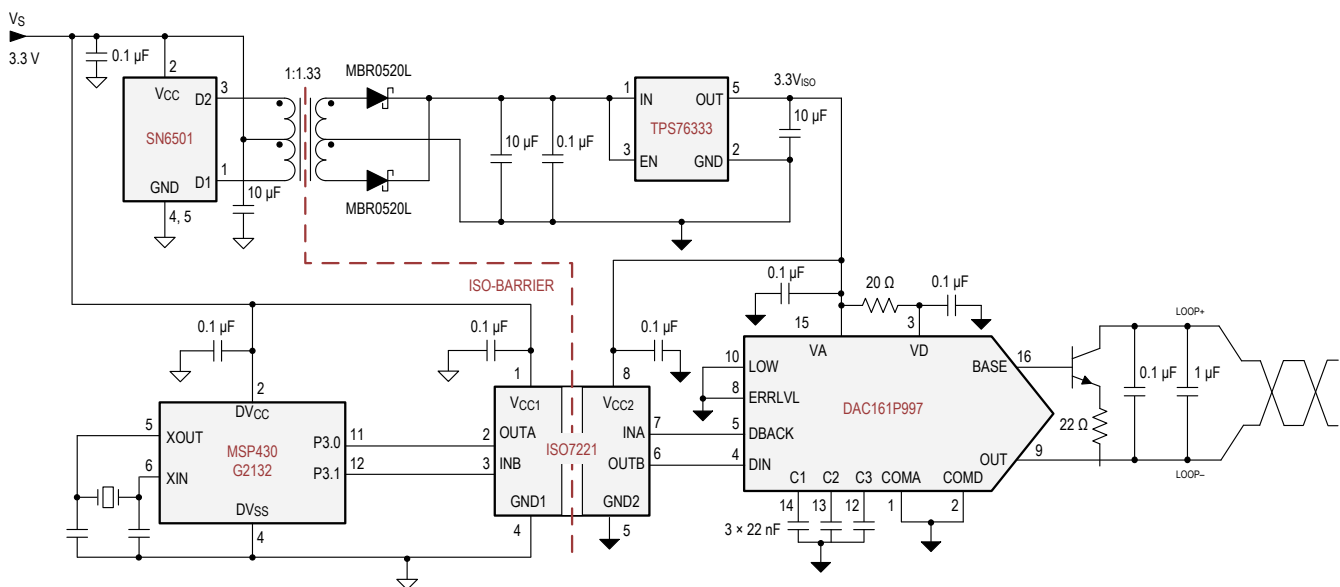 VS
3.3 V
0.1 µF
2
VCC
D2
3
SN6501
D1
1
GND
4, 5
10 µF
1:1.33
MBR0520L
MBR0520L
10 µF
0.1 µF
1
IN
OUT
5
TPS76333
3
EN
GND
2
3.3VISO
10 µF
ISO-BARRIER
0.1 µF
2
DVCC
5
XOUT
P3.0
11
MSP430
G2132
6
XIN
P3.1
12
DVSS
4
0.1 µF
1
VCC1
2
OUTA
3
INB
GND1
4
ISO7221
0.1 µF
8
VCC2
INA
7
OUTB
6
GND2
5
0.1 µF
20 Ω
0.1 µF
15
3
VA
VD
10
LOW
8
ERRLVL
DAC161P997
5
DBACK
4
DIN
BASE
16
OUT
9
C1
C2
C3
COMA
COMD
14
13
12
1
2
3 × 22 nF
22 Ω
0.1 µF
1 µF
LOOP+
LOOP–